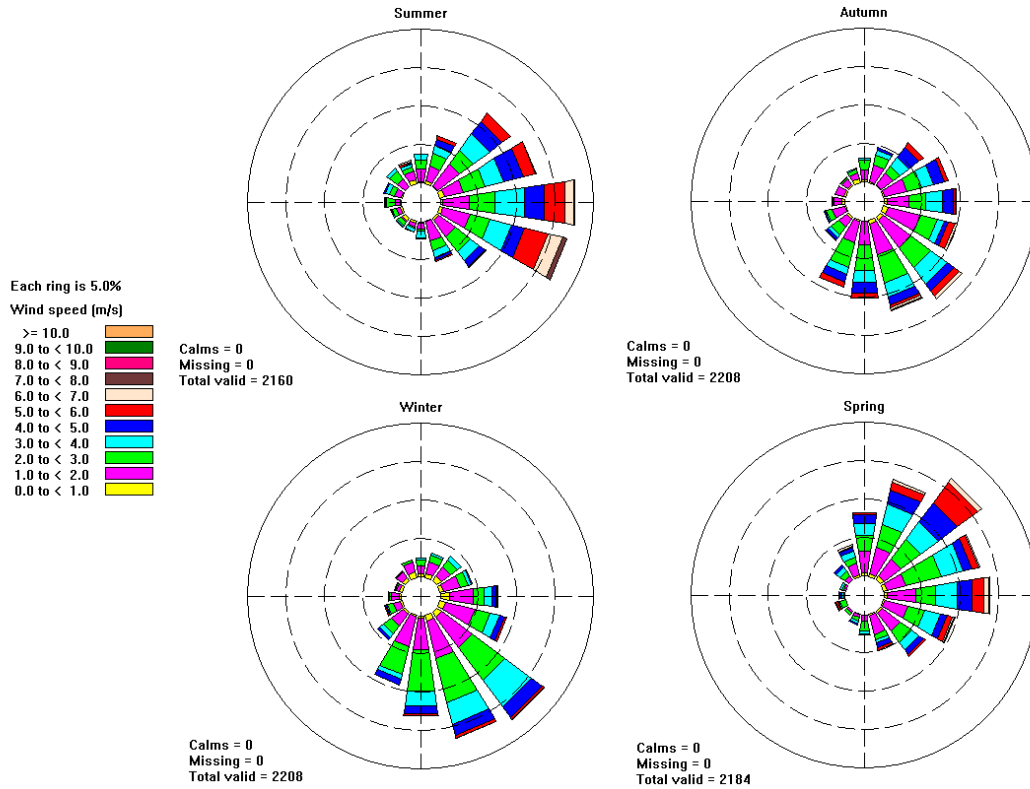 Summer
Autumn
Each ring is 5.0%
Wind speed (m/s)
>= 10.0
9.0 to < 10.0
8.0 to < 9.0
7.0 to < 8.0
6.0 to < 7.0
5.0 to < 6.0
4.0 to < 5.0
3.0 to < 4.0
2.0 to < 3.0
1.0 to < 2.0
0.0 to < 1.0
Calms = 0
Missing = 0
Total valid = 2160
Calms = 0
Missing = 0
Total valid = 2208
Winter
Spring
Calms = 0
Missing = 0
Total valid = 2208
Calms = 0
Missing = 0
Total valid = 2184